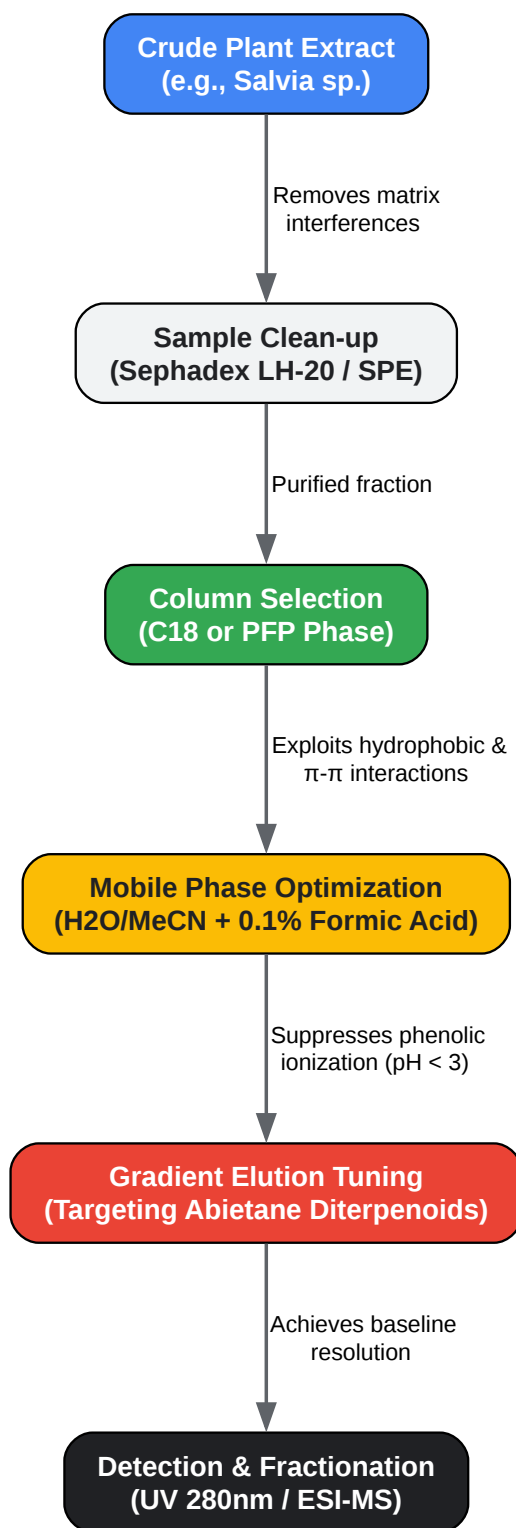 Crude Plant Extract
(e.g., Salvia sp.)
Removes matrix
interferences
Sample Clean-up
(Sephadex LH-20 / SPE)
Purified fraction
Column Selection
(C18 or PFP Phase)
Exploits hydrophobic &
π-π interactions
Mobile Phase Optimization
(H2O/MeCN + 0.1% Formic Acid)
Suppresses phenolic
ionization (pH < 3)
Gradient Elution Tuning
(Targeting Abietane Diterpenoids)
Achieves baseline
resolution
Detection & Fractionation
(UV 280nm / ESI-MS)